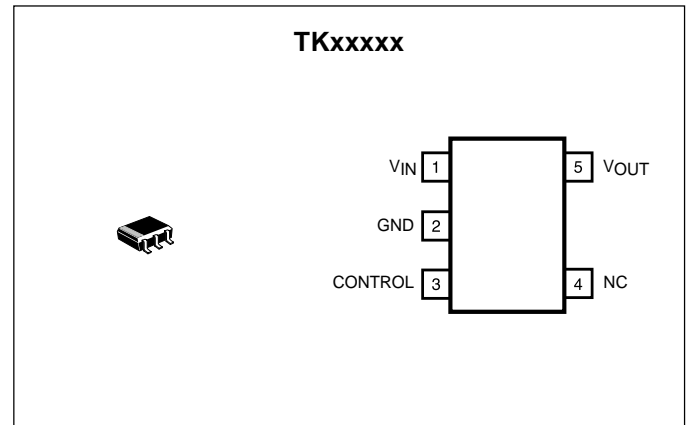 TKxxxxx
VIN 1
5 VOUT
GND 2
CONTROL 3
4 NC